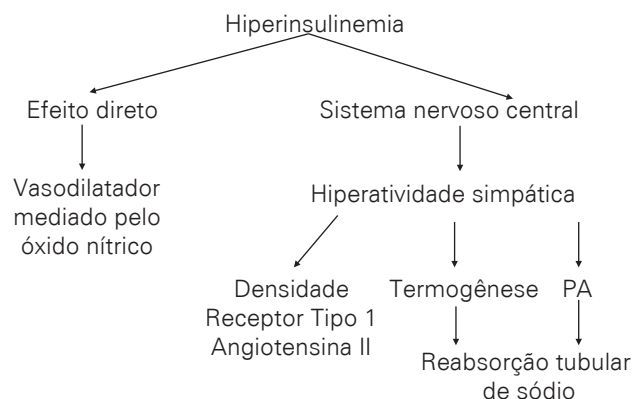 Hiperinsulinemia
Efeito direto
Sistema nervoso central
Vasodilatador
mediado pelo
óxido nítrico
Hiperatividade simpática
Densidade
Receptor Tipo 1
Angiotensina II
Termogênese
PA
Reabsorção tubular
de sódio